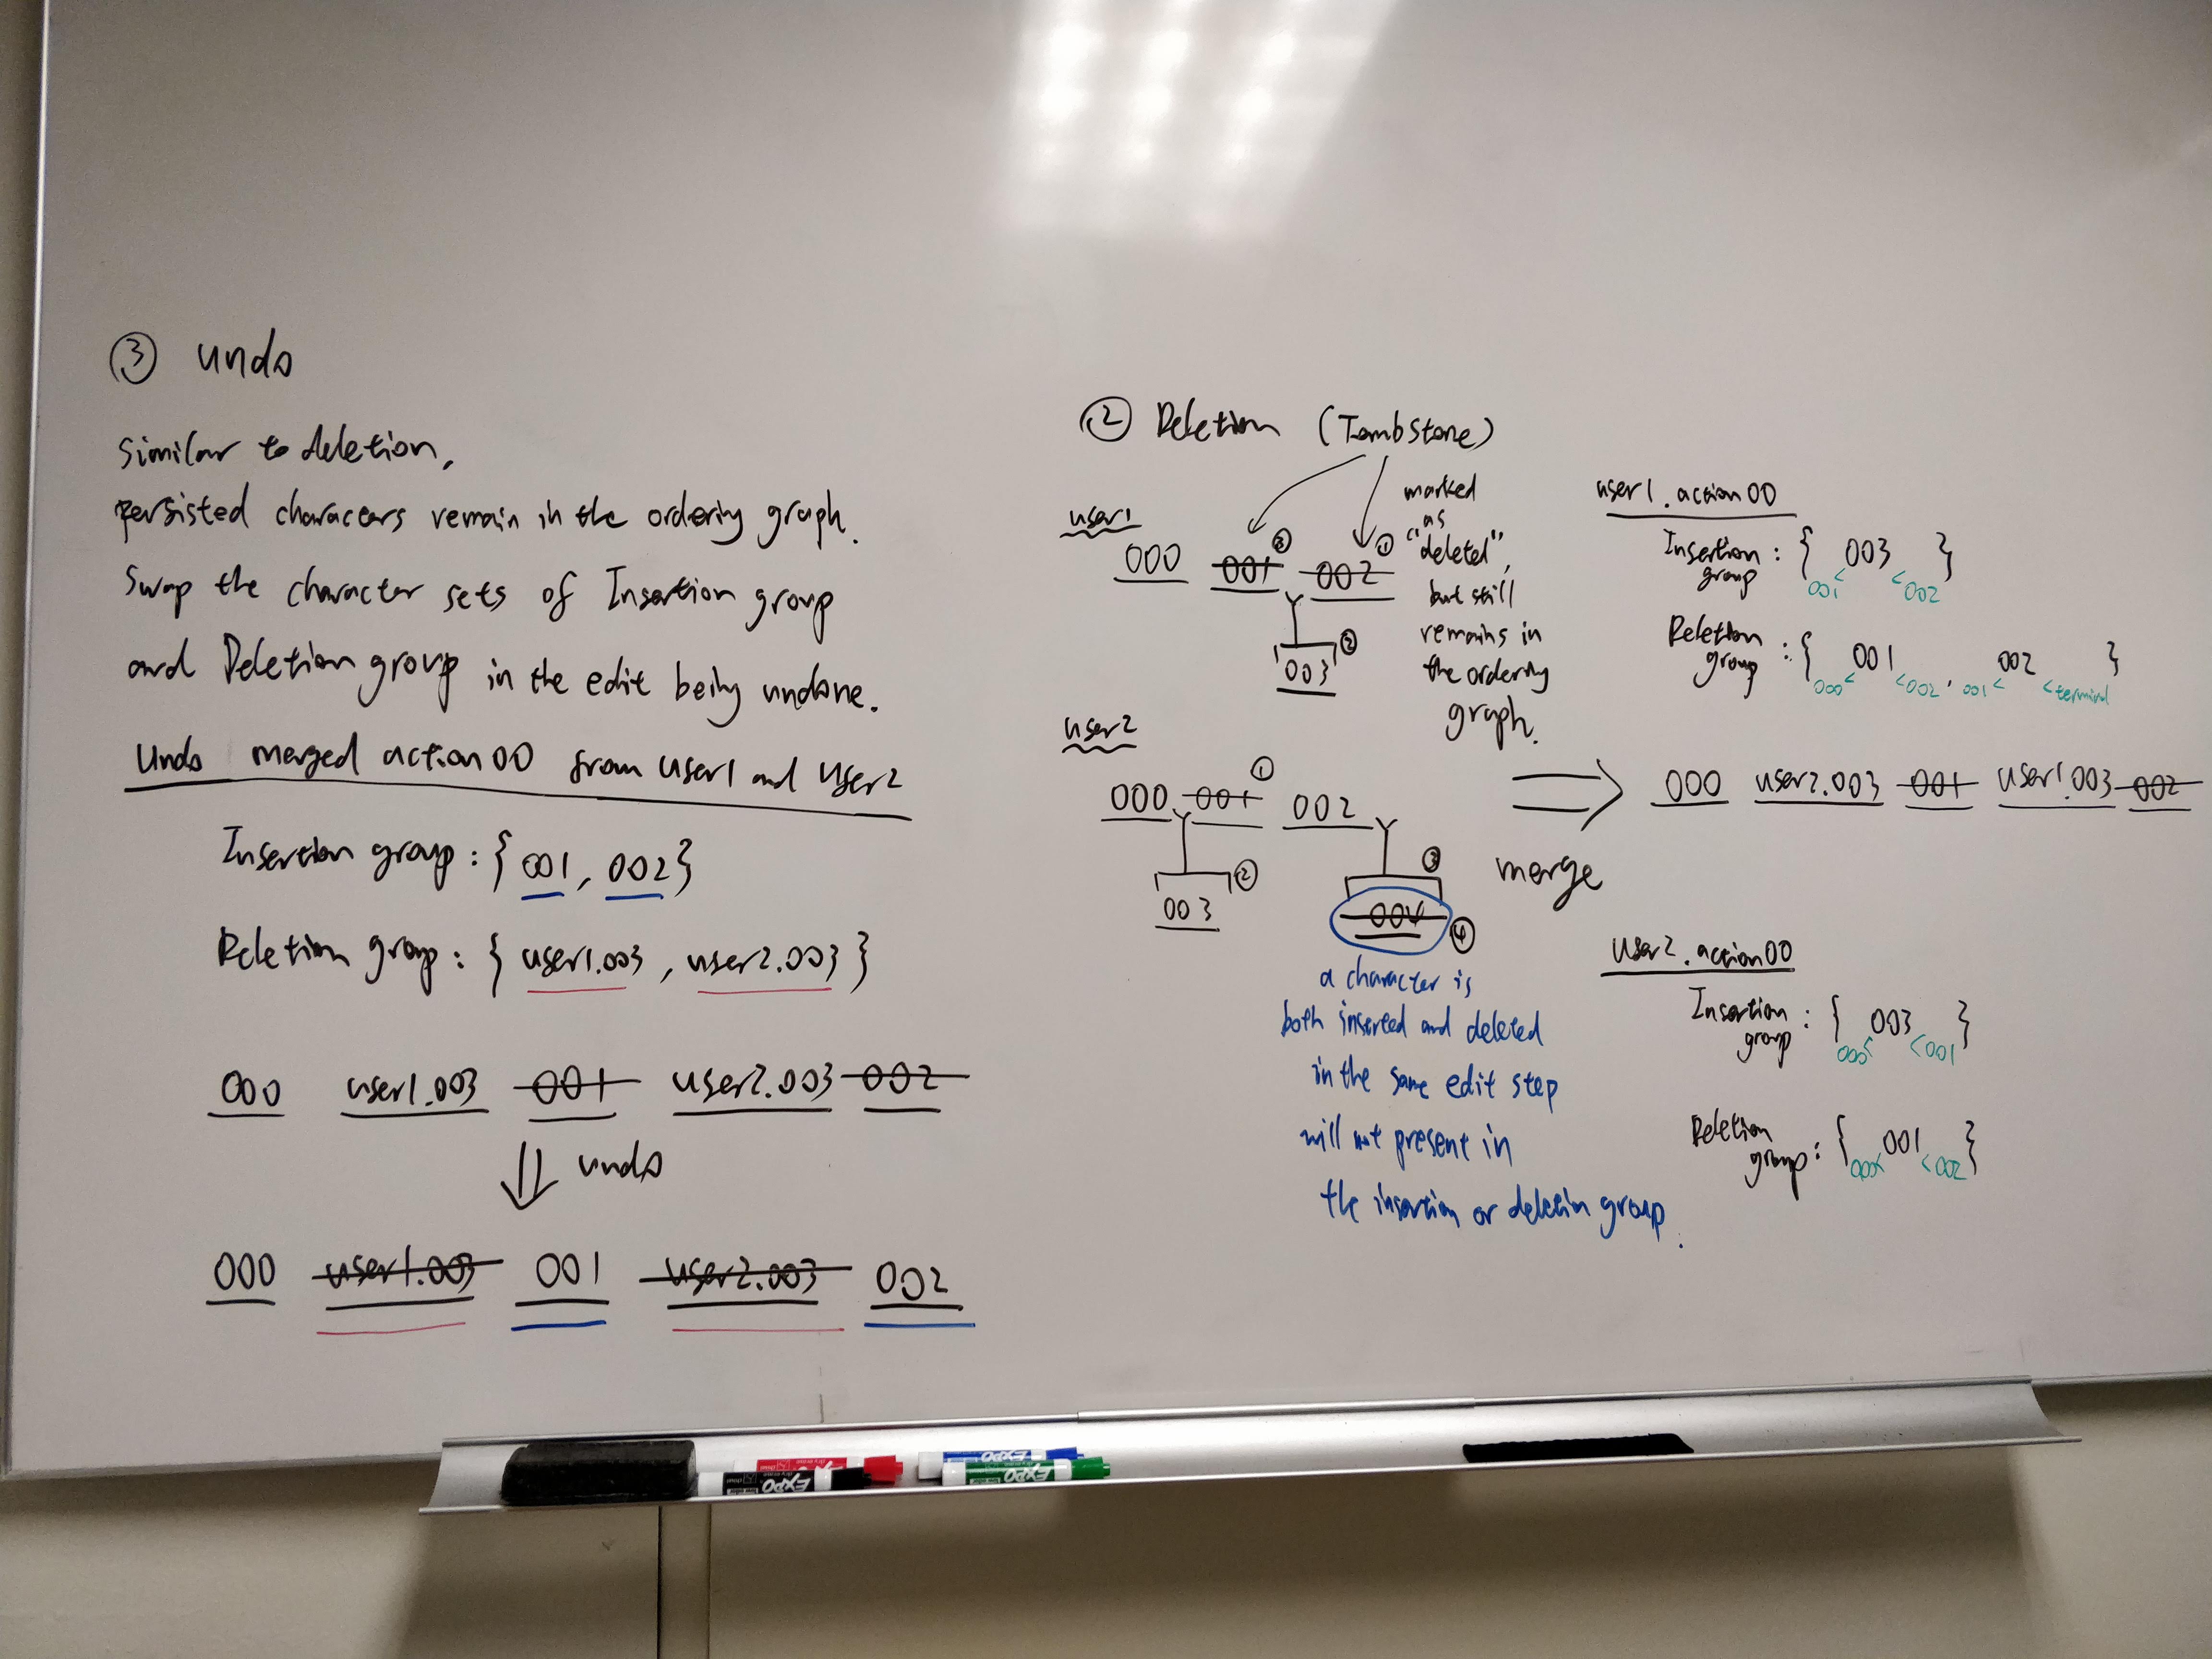 ③ undo
similar to deletion,
persisted characters remain in the ordering graph.
Swap the character sets of Insertion group
and Deletion group in the edit being undone.
Undo merged action00 from user1 and user2
Insertion group : { 001, 002 }
Deletion group : { user1.003, user2.003 }
000 user1.003 001 user2.003 002
undo
000 user1.003 001 user2.003 002
② Deletion (TombStone)
marked
as
"deleted",
but still
remains in
the ordering
graph.
user1
000 001 ③ 002 ①
003 ②
user2
000 001 ① 002
003 ②
③
004 ④
a character is
both inserted and deleted
in the same edit step
will not present in
the insertion or deletion group.
merge
user1.action00
Insertion group : { 003 }
001< <002
Deletion group : { 001 , 002 }
000< <002 001< <terminal
000 user2.003 001 user1.003 002
user2.action00
Insertion group : { 003 }
000< <001
Deletion group : { 001 }
000< <002
EXPO
EXPO
EXPO